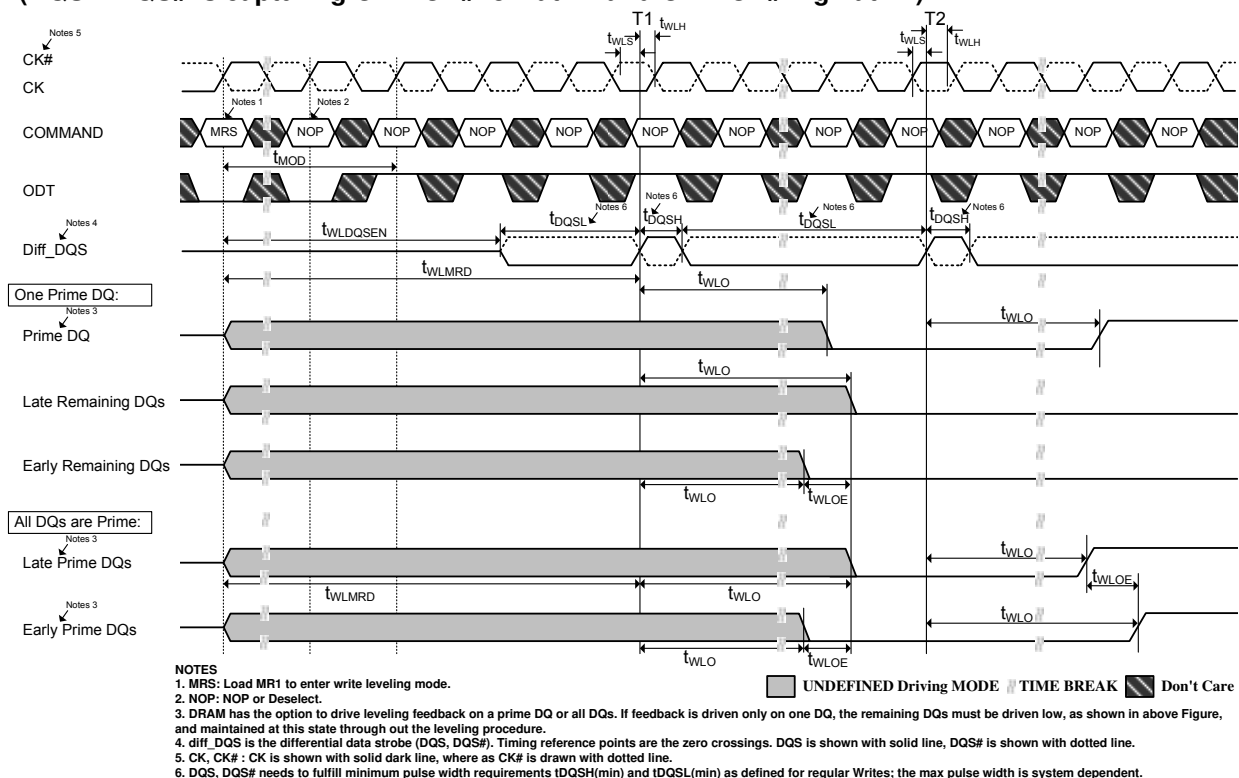 T1
T2
tWLS
tWLH
tWLS
tWLH
Notes 5
CK#
CK
COMMAND
Notes 1
Notes 2
MRS
NOP
NOP
NOP
NOP
NOP
NOP
NOP
NOP
NOP
NOP
NOP
tMOD
ODT
Notes 4
Diff_DQS
tWLDQSEN
tDQSL
Notes 6
tDQSH
Notes 6
tDQSL
Notes 6
tDQSH
Notes 6
tWLMRD
tWLO
One Prime DQ:
Notes 3
Prime DQ
tWLO
tWLO
Late Remaining DQs
Early Remaining DQs
tWLO
tWLOE
All DQs are Prime:
Notes 3
Late Prime DQs
tWLO
tWLMRD
tWLO
tWLOE
Notes 3
Early Prime DQs
tWLO
tWLO
tWLOE
NOTES
1. MRS: Load MR1 to enter write leveling mode.
2. NOP: NOP or Deselect.
UNDEFINED Driving MODE
TIME BREAK
Don't Care
3. DRAM has the option to drive leveling feedback on a prime DQ or all DQs. If feedback is driven only on one DQ, the remaining DQs must be driven low, as shown in above Figure,
and maintained at this state through out the leveling procedure.
4. diff_DQS is the differential data strobe (DQS, DQS#). Timing reference points are the zero crossings. DQS is shown with solid line, DQS# is shown with dotted line.
5. CK, CK# : CK is shown with solid dark line, where as CK# is drawn with dotted line.
6. DQS, DQS# needs to fulfill minimum pulse width requirements tDQSH(min) and tDQSL(min) as defined for regular Writes; the max pulse width is system dependent.